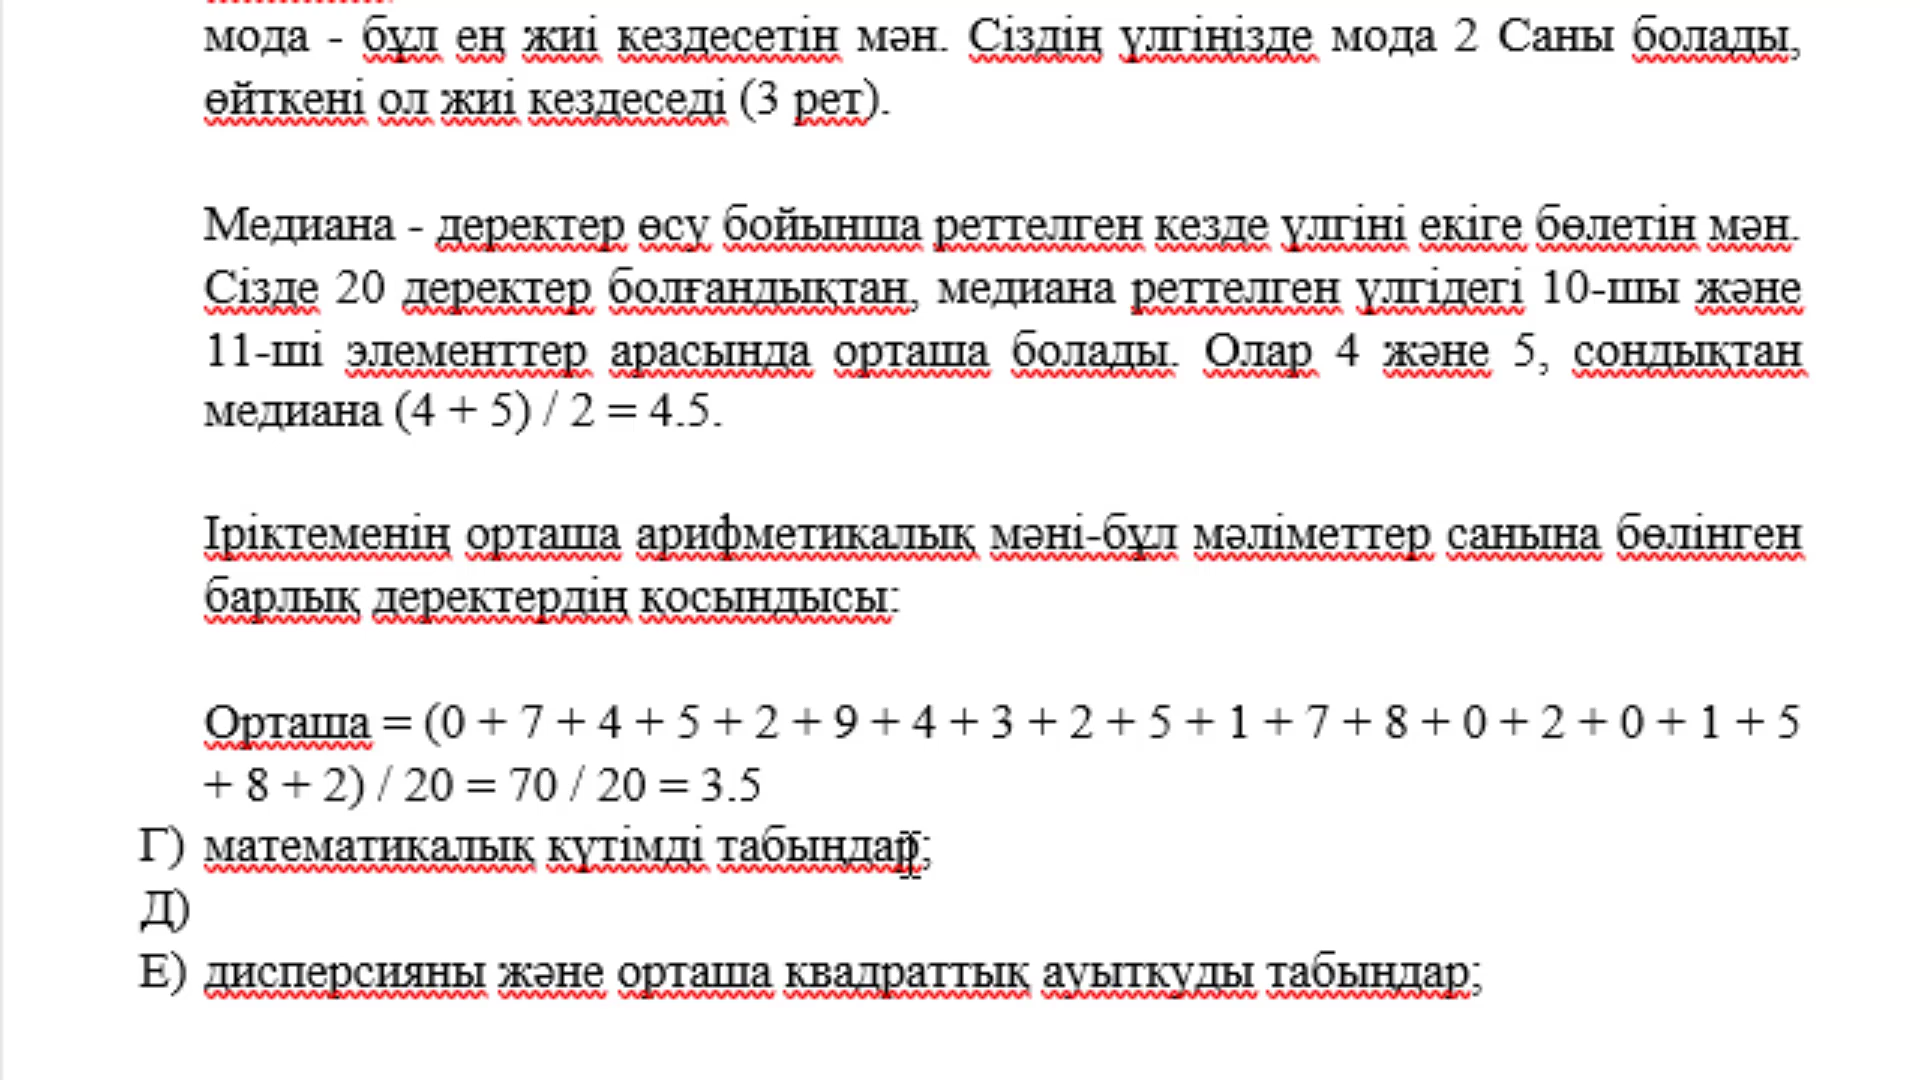 мода - бұл ең жиі кездесетін мән. Сіздің үлгіңізде мода 2 Саны болады,
өйткені ол жиі кездеседі (3 рет).
Медиана - деректер өсу бойынша реттелген кезде үлгіні екіге бөлетін мән.
Сізде 20 деректер болғандықтан, медиана реттелген үлгідегі 10-шы және
11-ші элементтер арасында орташа болады. Олар 4 және 5, сондықтан
медиана (4 + 5) / 2 = 4.5.
Іріктеменің орташа арифметикалық мәні-бұл мәліметтер санына бөлінген
барлық деректердің қосындысы:
Орташа = (0 + 7 + 4 + 5 + 2 + 9 + 4 + 3 + 2 + 5 + 1 + 7 + 8 + 0 + 2 + 0 + 1 + 5
+ 8 + 2) / 20 = 70 / 20 = 3.5
Г) математикалық күтімді табыңдар;
Д)
Е) дисперсияны және орташа квадраттық ауытқуды табыңдар;